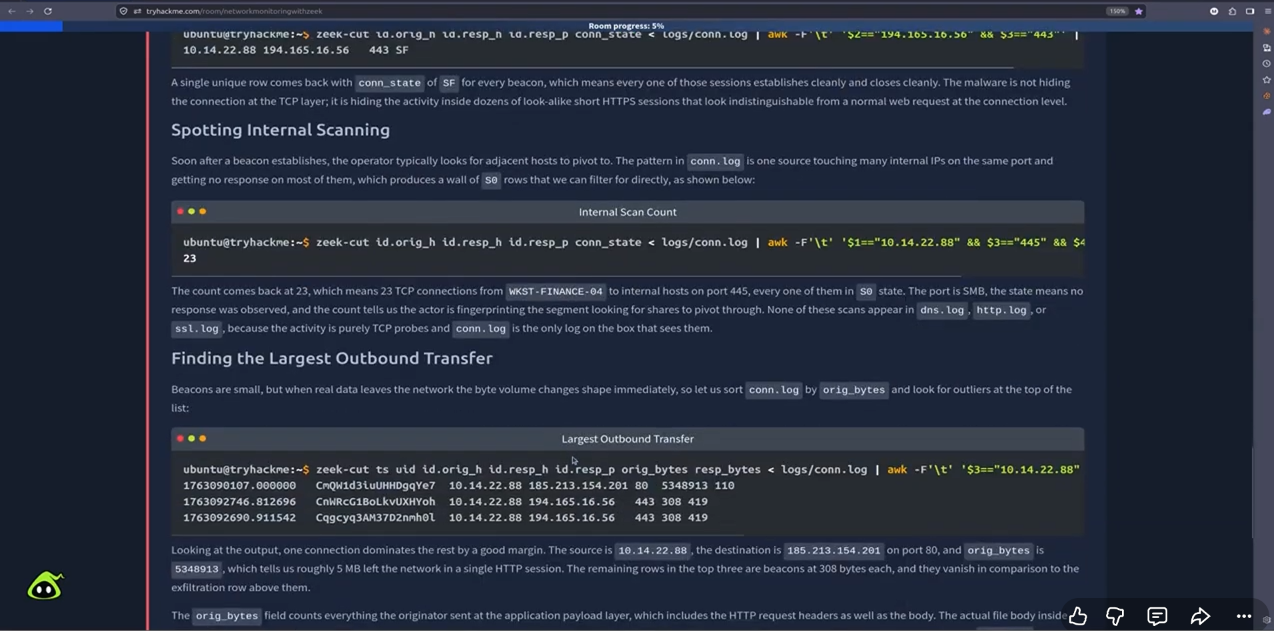 tryhackme.com/room/networkmonitoringwithzeek
150%
Room progress: 5%
ubuntu@tryhackme:~$ zeek-cut id.orig_h id.resp_h id.resp_p conn_state < logs/conn.log | awk -F'\t' '$2=="194.165.16.56" && $3=="443"' |
10.14.22.88 194.165.16.56 443 SF
A single unique row comes back with conn_state of SF for every beacon, which means every one of those sessions establishes cleanly and closes cleanly. The malware is not hiding
the connection at the TCP layer; it is hiding the activity inside dozens of look-alike short HTTPS sessions that look indistinguishable from a normal web request at the connection level.
Spotting Internal Scanning
Soon after a beacon establishes, the operator typically looks for adjacent hosts to pivot to. The pattern in conn.log is one source touching many internal IPs on the same port and
getting no response on most of them, which produces a wall of S0 rows that we can filter for directly, as shown below:
Internal Scan Count
ubuntu@tryhackme:~$ zeek-cut id.orig_h id.resp_h id.resp_p conn_state < logs/conn.log | awk -F'\t' '$1=="10.14.22.88" && $3=="445" && $4
23
The count comes back at 23, which means 23 TCP connections from WKST-FINANCE-04 to internal hosts on port 445, every one of them in S0 state. The port is SMB, the state means no
response was observed, and the count tells us the actor is fingerprinting the segment looking for shares to pivot through. None of these scans appear in dns.log, http.log, or
ssl.log, because the activity is purely TCP probes and conn.log is the only log on the box that sees them.
Finding the Largest Outbound Transfer
Beacons are small, but when real data leaves the network the byte volume changes shape immediately, so let us sort conn.log by orig_bytes and look for outliers at the top of the
list:
Largest Outbound Transfer
ubuntu@tryhackme:~$ zeek-cut ts uid id.orig_h id.resp_h id.resp_p orig_bytes resp_bytes < logs/conn.log | awk -F'\t' '$3=="10.14.22.88"
1763090107.000000 CmQW1d3iuUHHDgqYe7 10.14.22.88 185.213.154.201 80 5348913 110
1763092746.812696 CnWRcG1BoLkvUXHYoh 10.14.22.88 194.165.16.56 443 308 419
1763092690.911542 Cqgcyq3AM37D2nmh0l 10.14.22.88 194.165.16.56 443 308 419
Looking at the output, one connection dominates the rest by a good margin. The source is 10.14.22.88, the destination is 185.213.154.201 on port 80, and orig_bytes is
5348913, which tells us roughly 5 MB left the network in a single HTTP session. The remaining rows in the top three are beacons at 308 bytes each, and they vanish in comparison to the
exfiltration row above them.
The orig_bytes field counts everything the originator sent at the application payload layer, which includes the HTTP request headers as well as the body. The actual file body inside